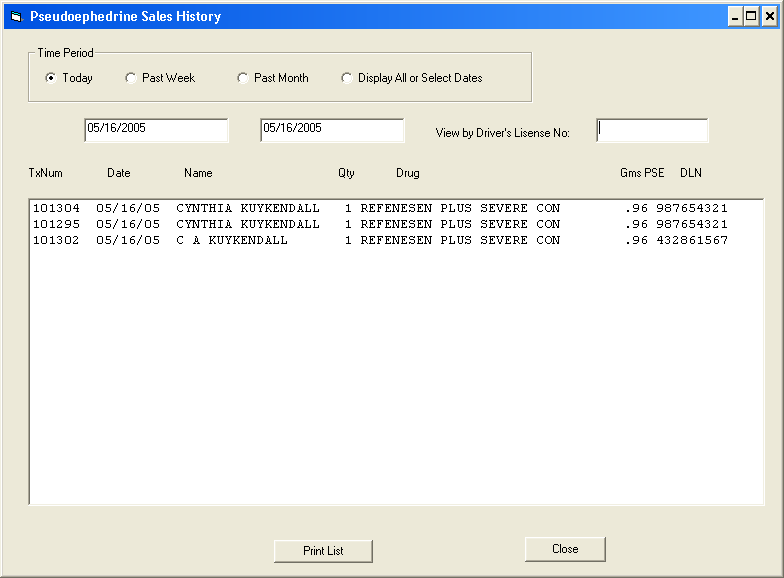 Pseudoephedrine Sales History
Time Period
Today Past Week Past Month Display All or Select Dates
05/16/2005 05/16/2005 View by Driver's Lisense No:
TxNum Date Name Qty Drug Gms PSE DLN
101304 05/16/05 CYNTHIA KUYKENDALL 1 REFENESEN PLUS SEVERE CON .96 987654321
101295 05/16/05 CYNTHIA KUYKENDALL 1 REFENESEN PLUS SEVERE CON .96 987654321
101302 05/16/05 C A KUYKENDALL 1 REFENESEN PLUS SEVERE CON .96 432861567
Print List Close